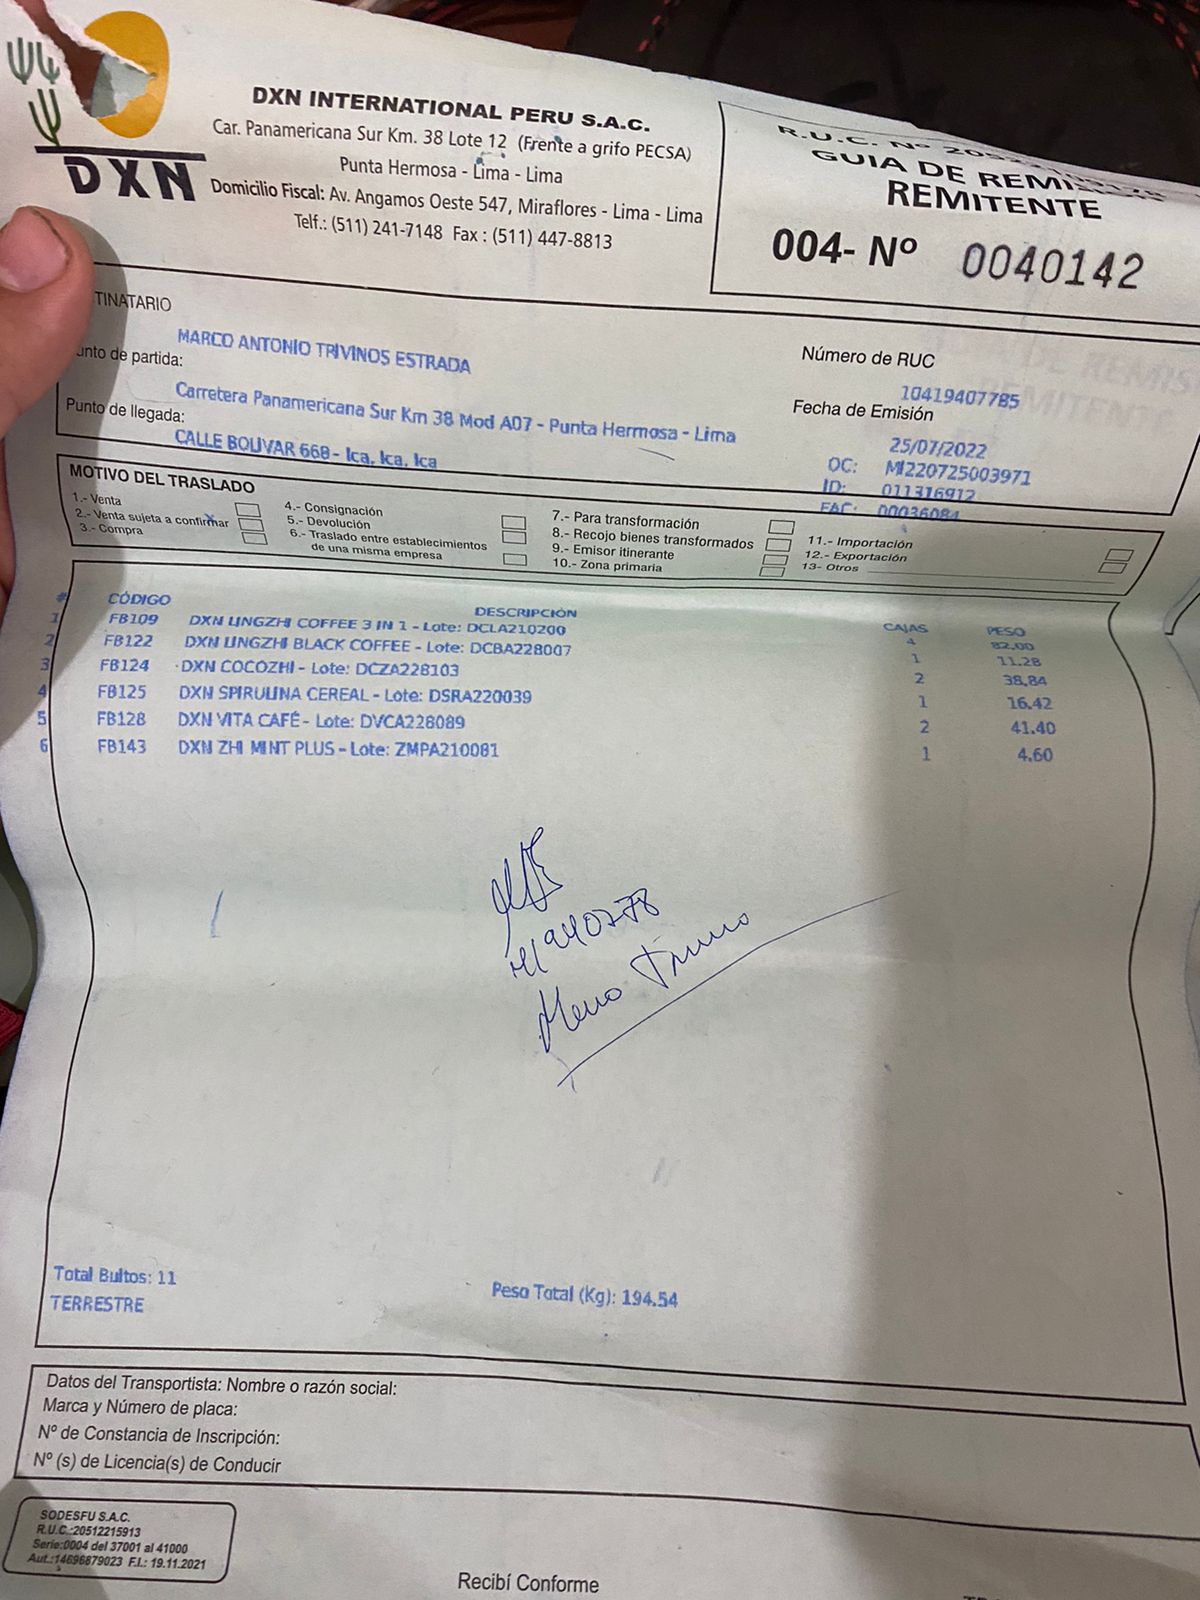 DXN
DXN INTERNATIONAL PERU S.A.C.
Car. Panamericana Sur Km. 38 Lote 12 (Frente a grifo PECSA)
Punta Hermosa - Lima - Lima
Domicilio Fiscal: Av. Angamos Oeste 547, Miraflores - Lima - Lima
Telf.: (511) 241-7148 Fax : (511) 447-8813
R.U.C. Nº
GUIA DE REMIS
REMITENTE
004- Nº 0040142
TINATARIO
MARCO ANTONIO TRIVINOS ESTRADA
unto de partida:
Carretera Panamericana Sur Km 38 Mod A07 - Punta Hermosa - Lima
Punto de llegada:
CALLE BOLIVAR 668- Ica, Ica, Ica
Número de RUC
10419407785
Fecha de Emisión
25/07/2022
OC: MI220725003971
ID: 011316912
FAC: 00036084
MOTIVO DEL TRASLADO
1.- Venta
2.- Venta sujeta a confirmar
3.- Compra
4.- Consignación
5.- Devolución
6.- Traslado entre establecimientos
de una misma empresa
7.- Para transformación
8.- Recojo bienes transformados
9.- Emisor itinerante
10.- Zona primaria
11.- Importación
12.- Exportación
13- Otros
# CÓDIGO DESCRIPCIÓN CAJAS PESO
1 FB109 DXN LINGZHI COFFEE 3 IN 1 - Lote: DCLA210200 4 82.00
2 FB122 DXN LINGZHI BLACK COFFEE - Lote: DCBA228007 1 11.28
3 FB124 DXN COCOZHI - Lote: DCZA228103 2 38,84
4 FB125 DXN SPIRULINA CEREAL - Lote: DSRA220039 1 16.42
5 FB128 DXN VITA CAFÉ - Lote: DVCA228089 2 41.40
6 FB143 DXN ZHI MINT PLUS - Lote: ZMPA210081 1 4.60
Total Bultos: 11
Peso Total (Kg): 194.54
TERRESTRE
Datos del Transportista: Nombre o razón social:
Marca y Número de placa:
Nº de Constancia de Inscripción:
Nº (s) de Licencia(s) de Conducir
SODESFU S.A.C.
R.U.C.:20512215913
Serie:0004 del 37001 al 41000
Aut.:14696879023 F.I.: 19.11.2021
Recibí Conforme